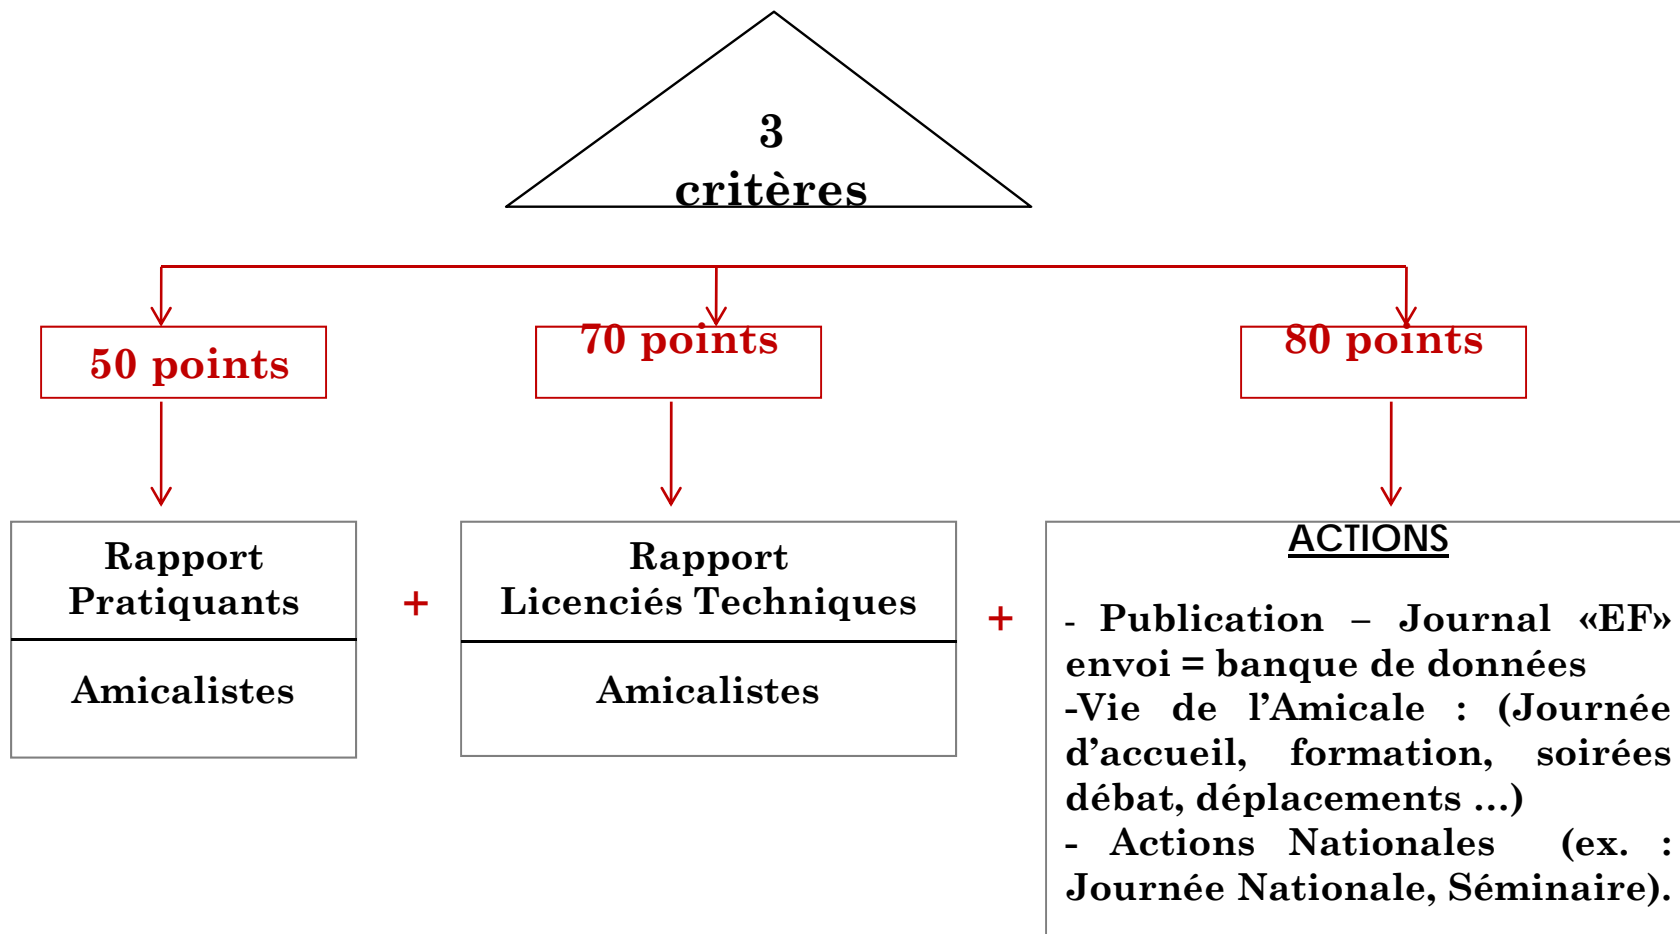 3
critères
50 points
70 points
80 points
Rapport
Pratiquants
Amicalistes
+
Rapport
Licenciés Techniques
Amicalistes
+
ACTIONS
- Publication – Journal «EF»
envoi = banque de données
-Vie de l’Amicale : (Journée
d’accueil, formation, soirées
débat, déplacements ...)
- Actions Nationales (ex. :
Journée Nationale, Séminaire).